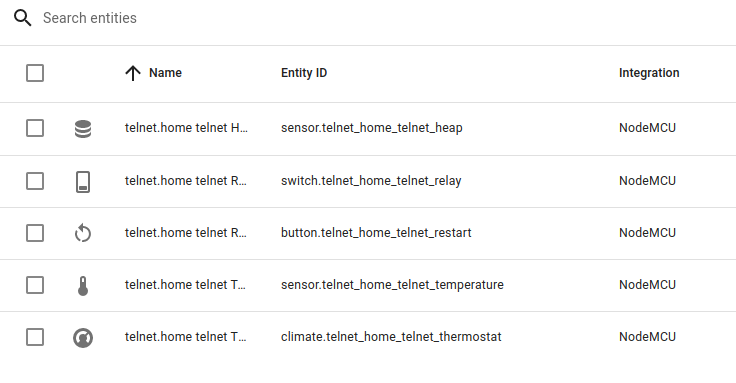 Search entities
Name Entity ID Integration
telnet.home telnet H... sensor.telnet_home_telnet_heap NodeMCU
telnet.home telnet R... switch.telnet_home_telnet_relay NodeMCU
telnet.home telnet R... button.telnet_home_telnet_restart NodeMCU
telnet.home telnet T... sensor.telnet_home_telnet_temperature NodeMCU
telnet.home telnet T... climate.telnet_home_telnet_thermostat NodeMCU